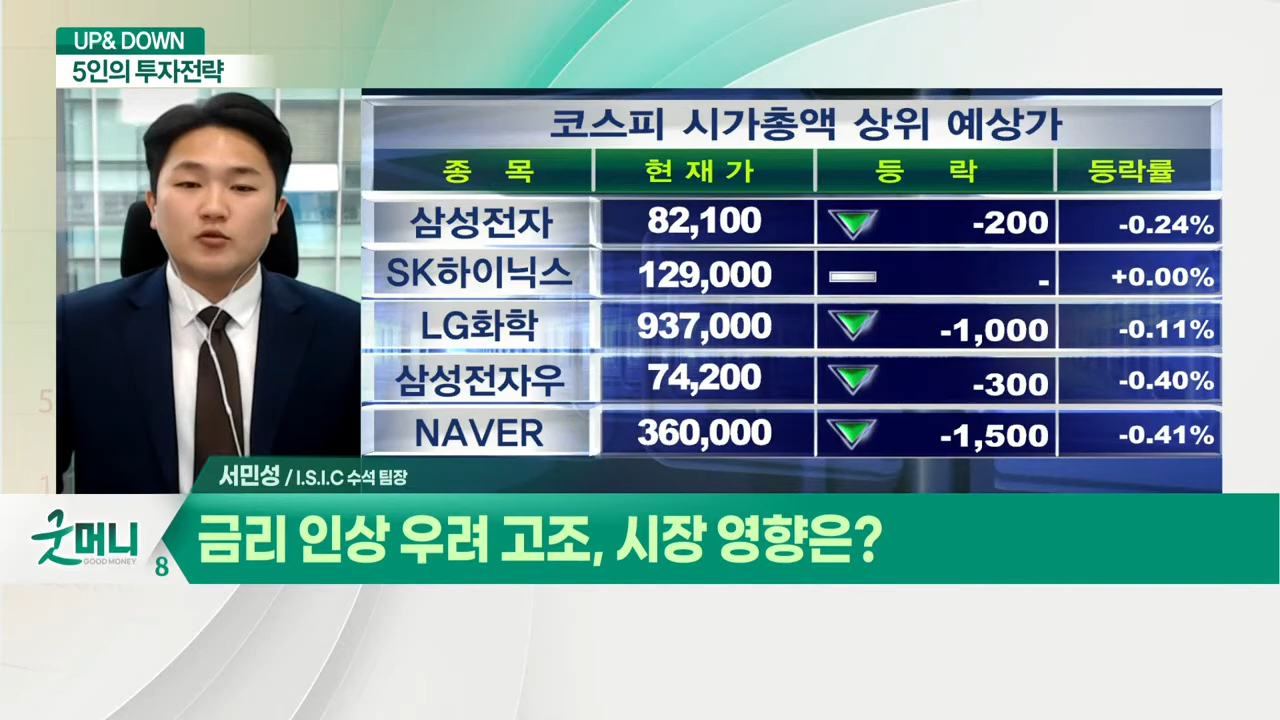 UP& DOWN
5인의 투자전략
코스피 시가총액 상위 예상가
종 목 현 재 가 등 락 등락률
삼성전자 82,100 -200 -0.24%
SK하이닉스 129,000 - +0.00%
LG화학 937,000 -1,000 -0.11%
삼성전자우 74,200 -300 -0.40%
NAVER 360,000 -1,500 -0.41%
5
1
서민성 / I.S.I.C 수석 팀장
굿머니
GOOD MONEY
8
금리 인상 우려 고조, 시장 영향은?